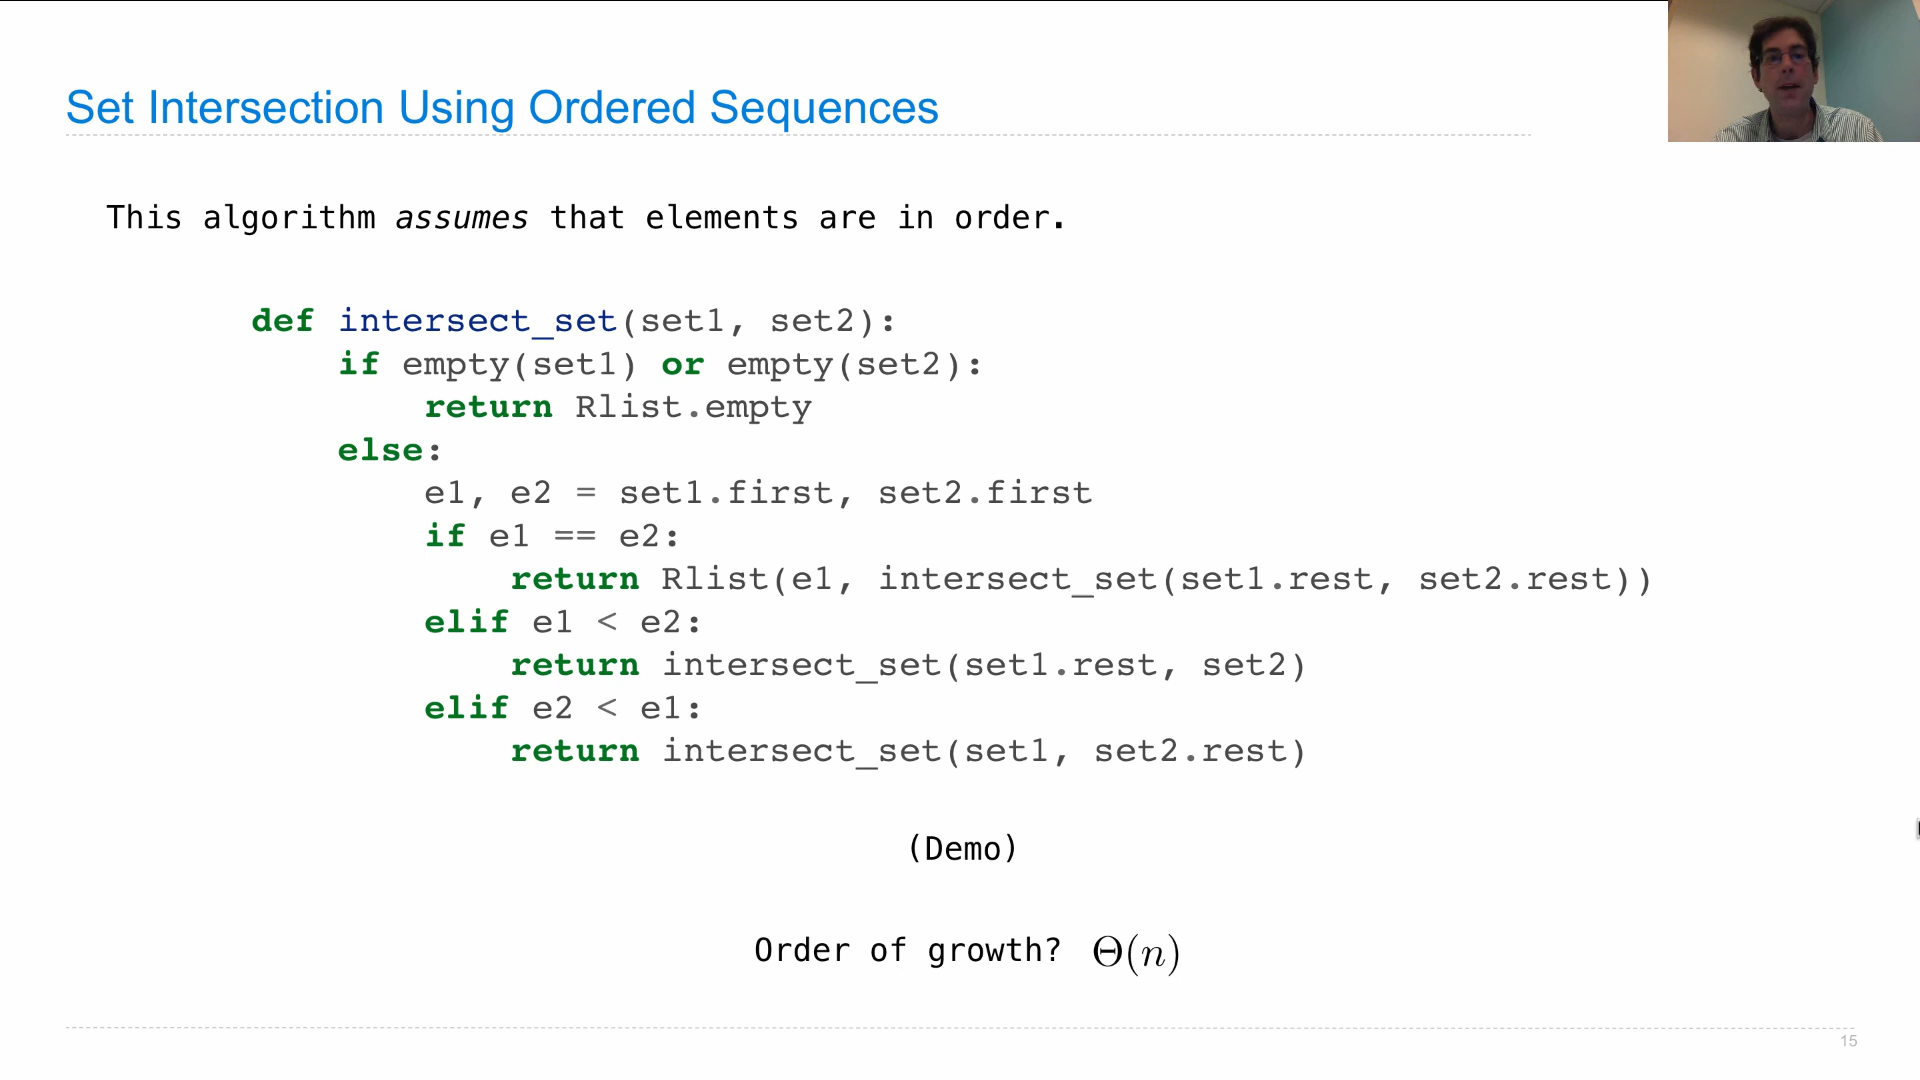 Set Intersection Using Ordered Sequences
This algorithm assumes that elements are in order.
def intersect_set(set1, set2):
    if empty(set1) or empty(set2):
        return Rlist.empty
    else:
        e1, e2 = set1.first, set2.first
        if e1 == e2:
            return Rlist(e1, intersect_set(set1.rest, set2.rest))
        elif e1 < e2:
            return intersect_set(set1.rest, set2)
        elif e2 < e1:
            return intersect_set(set1, set2.rest)
(Demo)
Order of growth? Θ(n)
15